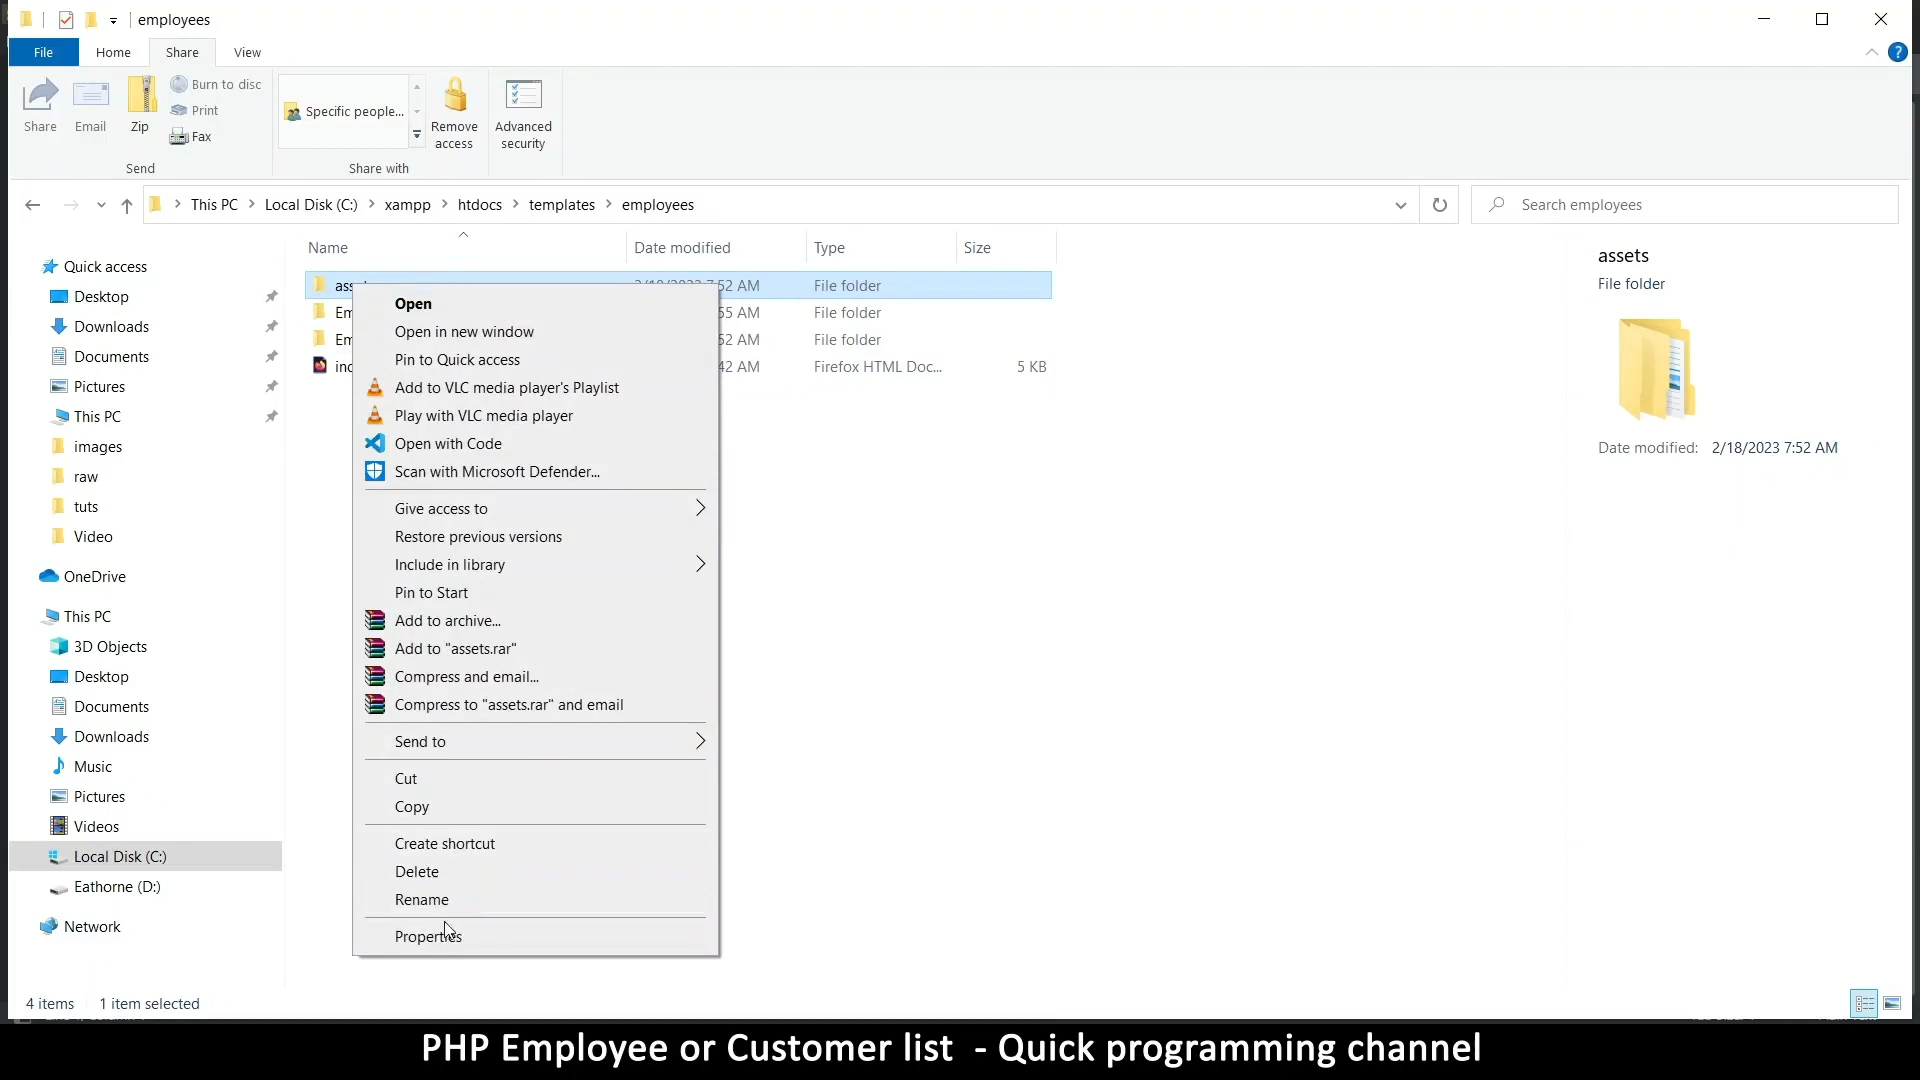 employees
File
Home
Share
View
Share
Email
Zip
Burn to disc
Print
Fax
Specific people...
Remove access
Advanced security
Send
Share with
This PC
Local Disk (C:)
xampp
htdocs
templates
employees
Search employees
Name
Date modified
Type
Size
Quick access
Desktop
Downloads
Documents
Pictures
This PC
images
raw
tuts
Video
OneDrive
This PC
3D Objects
Desktop
Documents
Downloads
Music
Pictures
Videos
Local Disk (C:)
Eathorne (D:)
Network
File folder
File folder
File folder
Firefox HTML Doc...
5 KB
Open
Open in new window
Pin to Quick access
Add to VLC media player's Playlist
Play with VLC media player
Open with Code
Scan with Microsoft Defender...
Give access to
Restore previous versions
Include in library
Pin to Start
Add to archive...
Add to "assets.rar"
Compress and email...
Compress to "assets.rar" and email
Send to
Cut
Copy
Create shortcut
Delete
Rename
Properties
assets
File folder
Date modified: 2/18/2023 7:52 AM
4 items
1 item selected
PHP Employee or Customer list - Quick programming channel